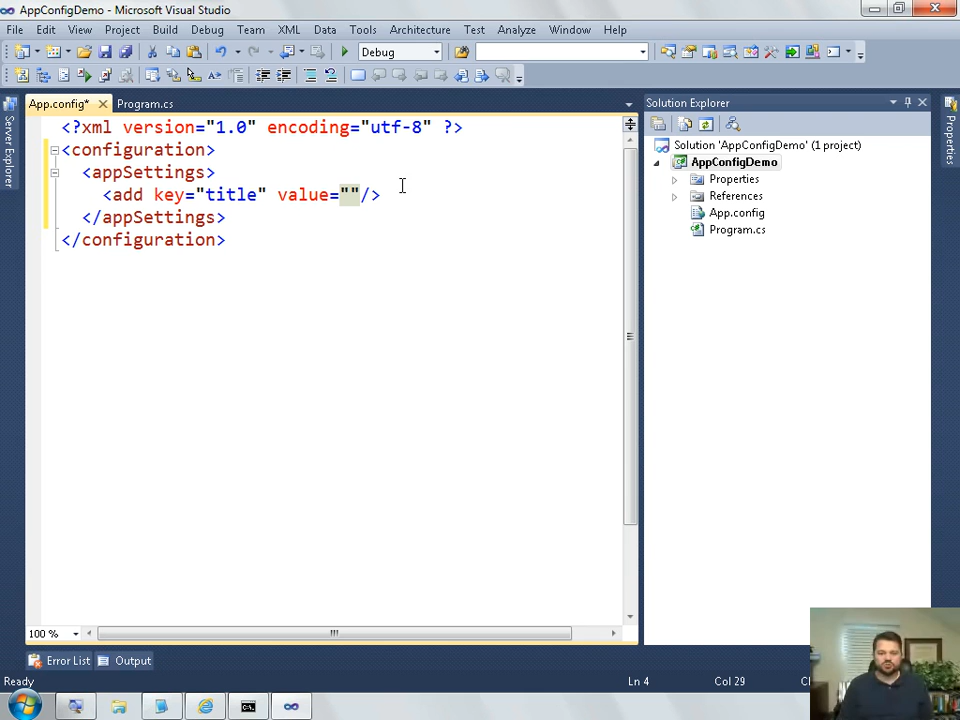 AppConfigDemo - Microsoft Visual Studio
File Edit View Project Build Debug Team XML Data Tools Architecture Test Analyze Window Help
Debug
App.config* Program.cs
Solution Explorer
Server Explorer
Properties
<?xml version="1.0" encoding="utf-8" ?>
<configuration>
<appSettings>
<add key="title" value=""/>
</appSettings>
</configuration>
Solution 'AppConfigDemo' (1 project)
AppConfigDemo
Properties
References
App.config
Program.cs
100 %
Error List Output
Ready Ln 4 Col 29